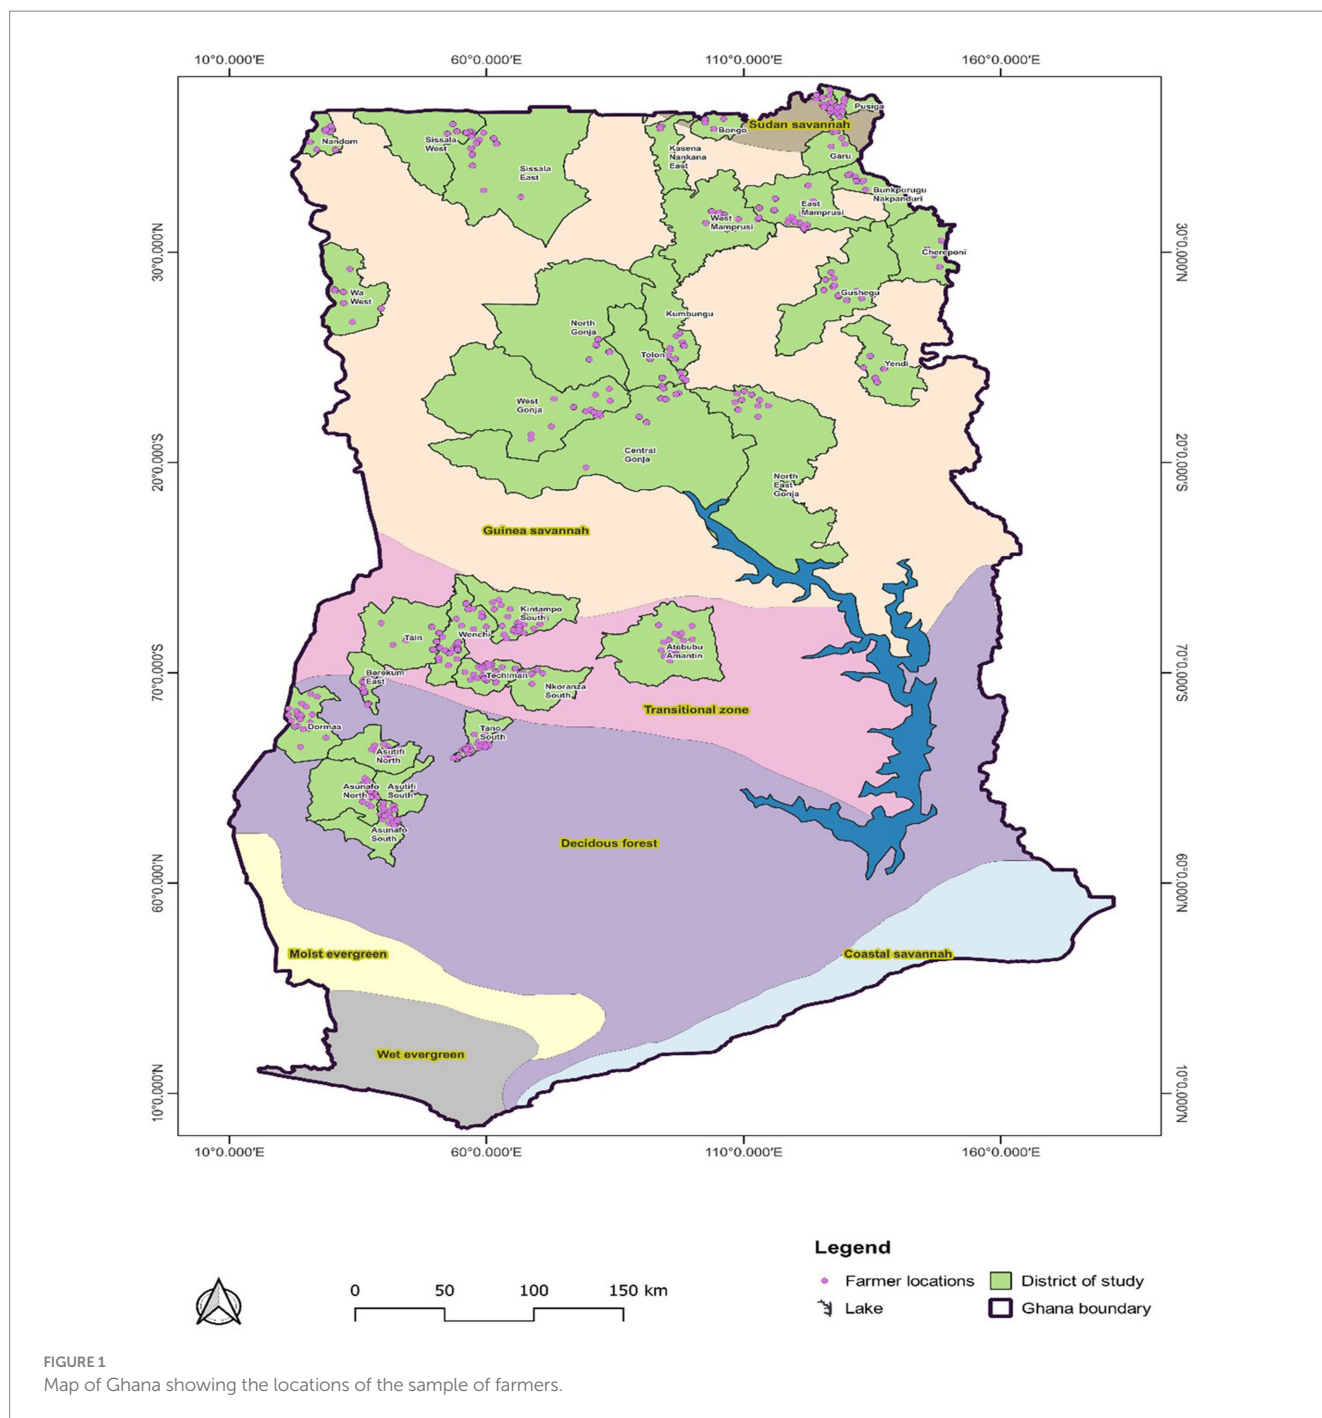 10°0.000'E 60°0.000'E 110°0.000'E 160°0.000'E
Pusiga
Sudan savannah
Bongo
Nandom
Sissala
West
Kasena
Nankana
East
Garu
Sissala
East
Bunkpurugu
Nakpanduri
East
Mamprusi
West
Mamprusi
30°0.000'N
30°0.000'N
Chereponi
Wa
West
Gushegu
Kumbungu
North
Gonja
Tolon
Yendi
West
Gonja
Central
Gonja
20°0.000'S
20°0.000'S
North
East
Gonja
Guinea savannah
Kintampo
South
Tain
Wenchi
Atebubu
Amantin
70°0.000'S
70°0.000'S
Berekum
East
Techiman
Nkoranza
South
Transitional zone
Dormaa
Tano
South
Asutifi
North
Asunafo
North
Asutifi
South
Asunafo
South
Decidous forest
60°0.000'N
60°0.000'N
Moist evergreen
Coastal savannah
Wet evergreen
10°0.000'N
10°0.000'N
10°0.000'E 60°0.000'E 110°0.000'E 160°0.000'E
Legend
Farmer locations
District of study
Lake
Ghana boundary
0 50 100 150 km
FIGURE 1
Map of Ghana showing the locations of the sample of farmers.